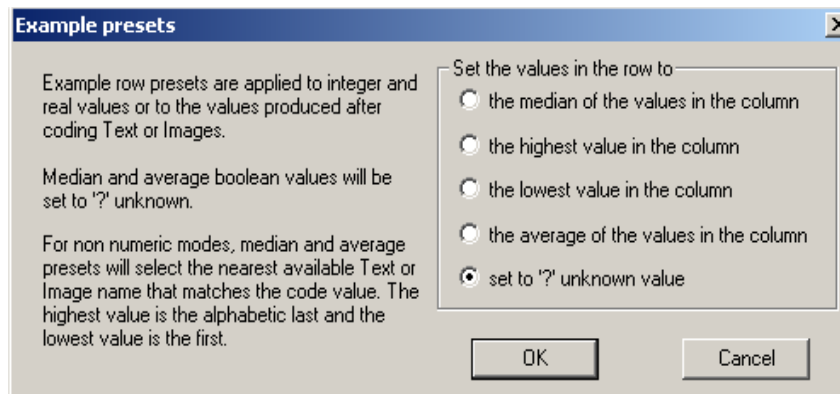 Example presets
Example row presets are applied to integer and
real values or to the values produced after
coding Text or Images.
Median and average boolean values will be
set to '?' unknown.
For non numeric modes, median and average
presets will select the nearest available Text or
Image name that matches the code value. The
highest value is the alphabetic last and the
lowest value is the first.
Set the values in the row to
the median of the values in the column
the highest value in the column
the lowest value in the column
the average of the values in the column
set to '?' unknown value
OK
Cancel